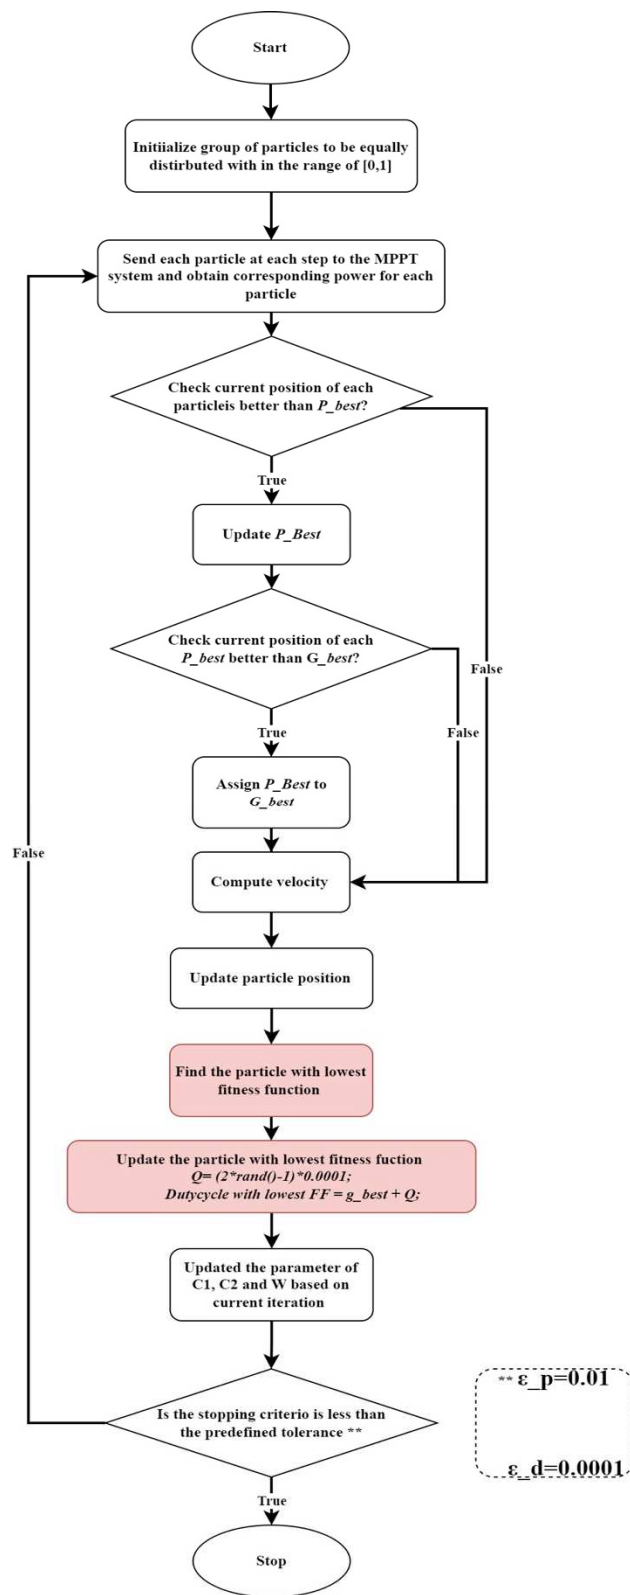 Start
Initiialize group of particles to be equally
distirbuted with in the range of [0,1]
Send each particle at each step to the MPPT
system and obtain corresponding power for each
particle
Check current position of each
particleis better than P_best?
True
Update P_Best
Check current position of each
P_best better than G_best?
False
False
True
Assign P_Best to
G_best
False
Compute velocity
Update particle position
Find the particle with lowest
fitness function
Update the particle with lowest fitness fuction
Q= (2*rand()-1)*0.0001;
Dutycycle with lowest FF = g_best + Q;
Updated the parameter of
C1, C2 and W based on
current iteration
Is the stopping criterio is less than
the predefined tolerance **
** ε_p=0.01
ε_d=0.0001
True
Stop